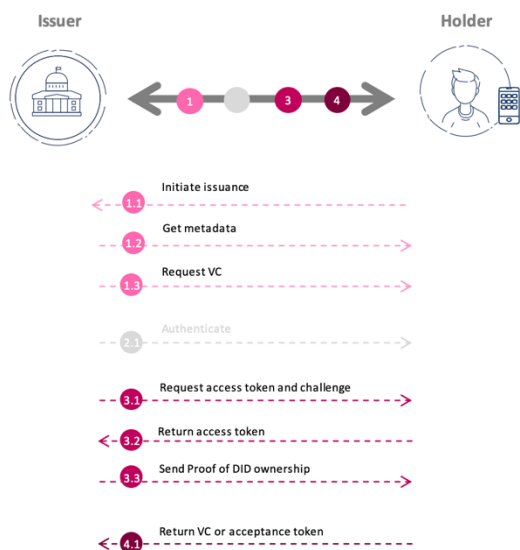 Issuer
Holder
1
3
4
Initiate issuance
1.1
Get metadata
1.2
Request VC
1.3
Authenticate
2.1
Request access token and challenge
3.1
Return access token
3.2
Send Proof of DID ownership
3.3
Return VC or acceptance token
4.1